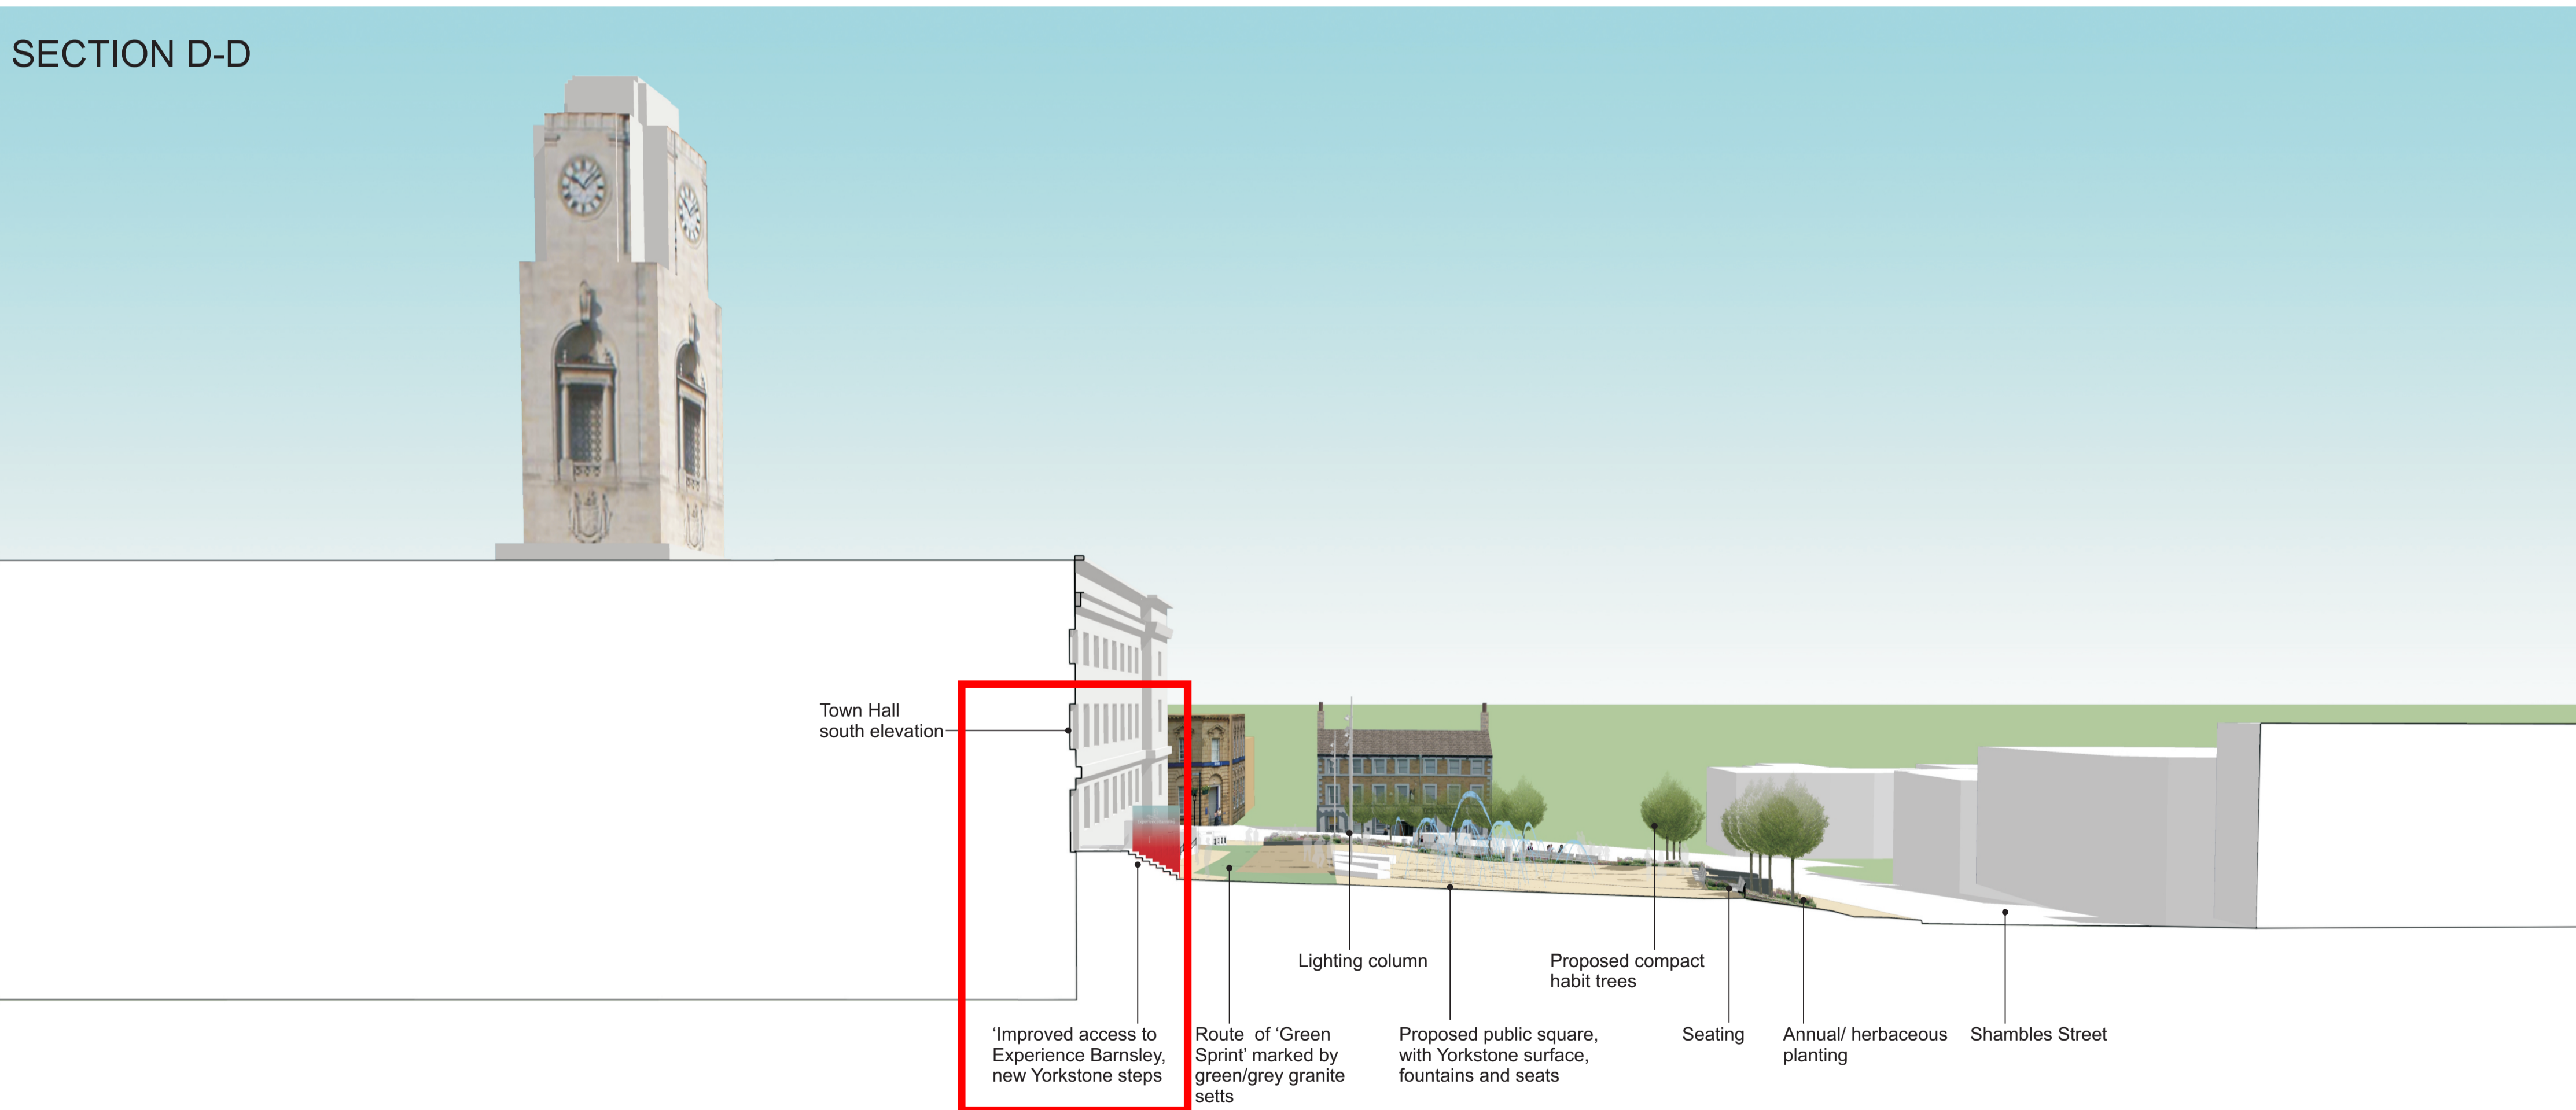 SECTION D-D
Town Hall
south elevation
Lighting column
Proposed compact
habit trees
‘Improved access to
Experience Barnsley,
new Yorkstone steps
Route  of ‘Green
Sprint’ marked by
green/grey granite
setts
Proposed public square,
with Yorkstone surface,
fountains and seats
Seating
Annual/ herbaceous
planting
Shambles Street